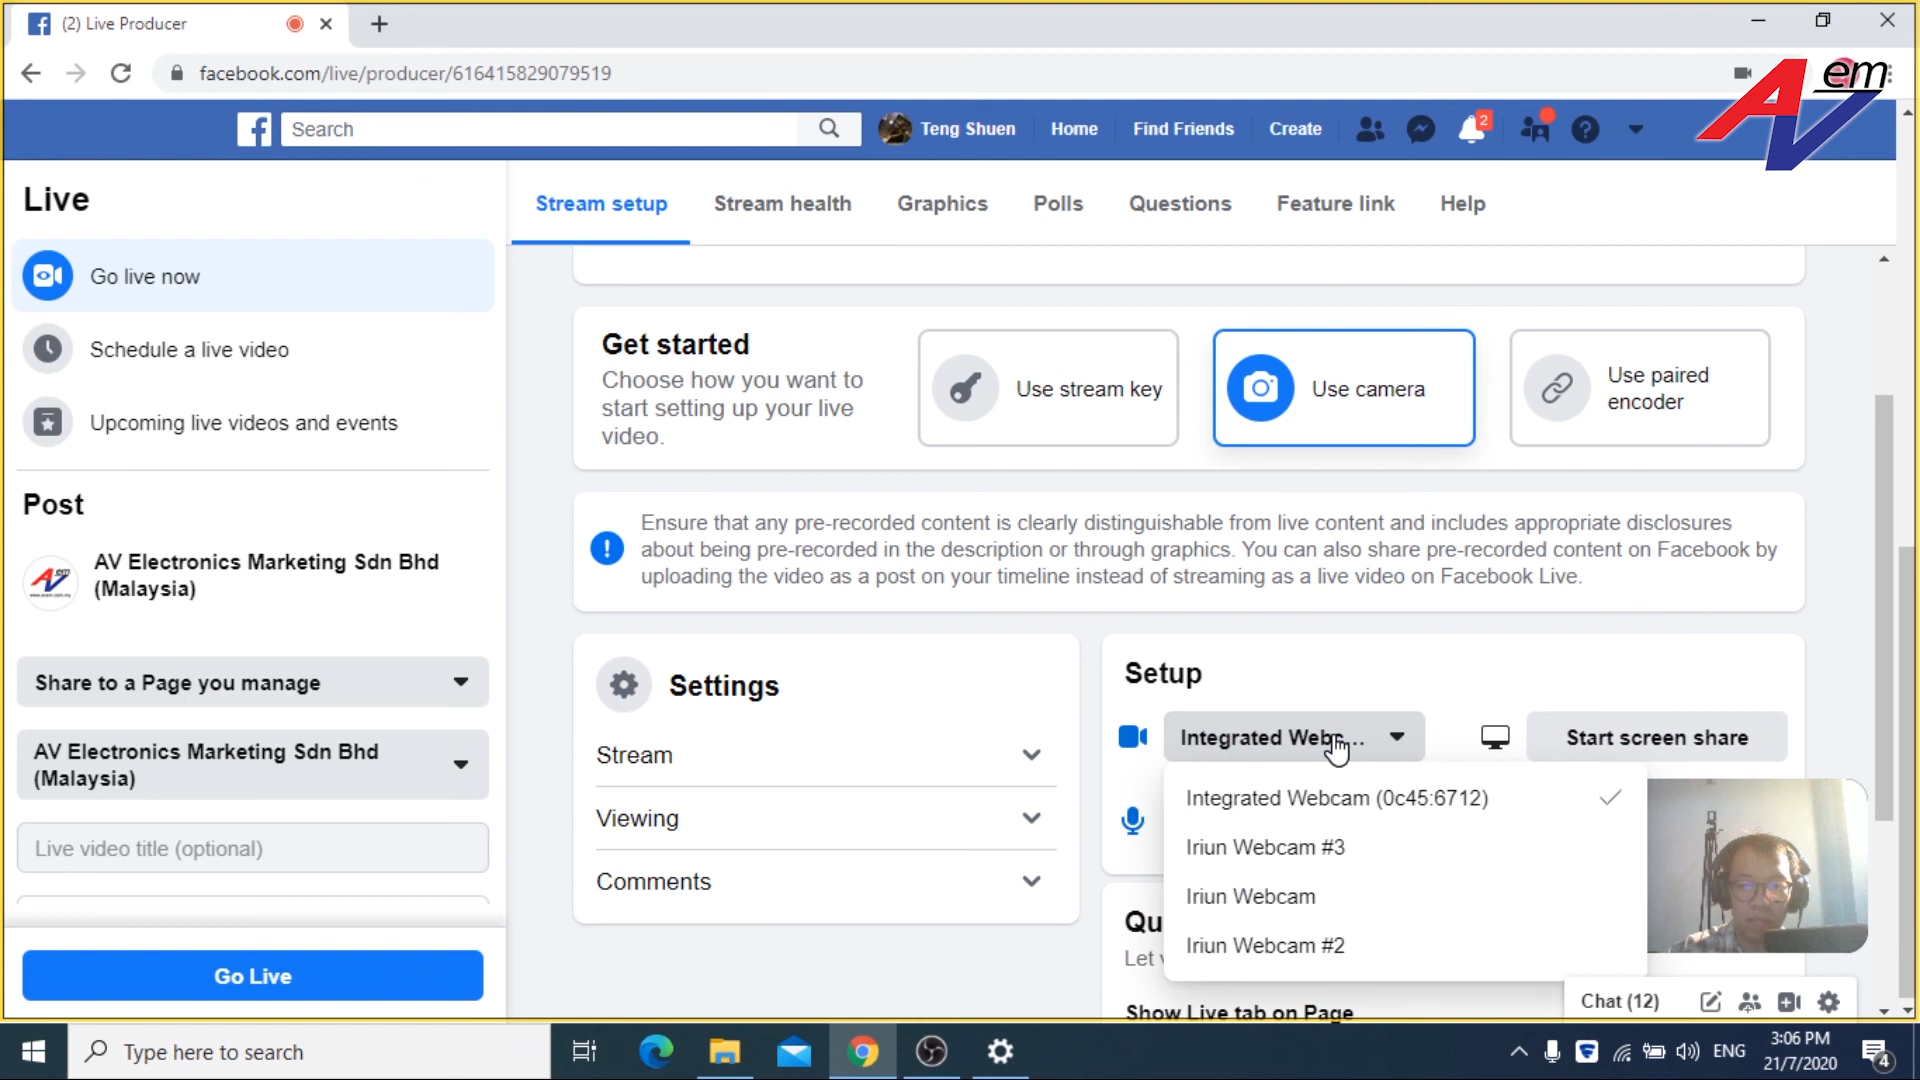 (2) Live Producer
facebook.com/live/producer/616415829079519
AV em
Search
Teng Shuen
Home
Find Friends
Create
2
Live
Go live now
Schedule a live video
Upcoming live videos and events
Post
AV Electronics Marketing Sdn Bhd
(Malaysia)
Share to a Page you manage
AV Electronics Marketing Sdn Bhd
(Malaysia)
Live video title (optional)
Go Live
Stream setup
Stream health
Graphics
Polls
Questions
Feature link
Help
Get started
Choose how you want to
start setting up your live
video.
Use stream key
Use camera
Use paired
encoder
Ensure that any pre-recorded content is clearly distinguishable from live content and includes appropriate disclosures
about being pre-recorded in the description or through graphics. You can also share pre-recorded content on Facebook by
uploading the video as a post on your timeline instead of streaming as a live video on Facebook Live.
Settings
Stream
Viewing
Comments
Setup
Integrated Webc...
Start screen share
Integrated Webcam (0c45:6712)
Iriun Webcam #3
Iriun Webcam
Iriun Webcam #2
Qu
Let
Show Live tab on Page
Chat (12)
Type here to search
ENG
3:06 PM
21/7/2020
4